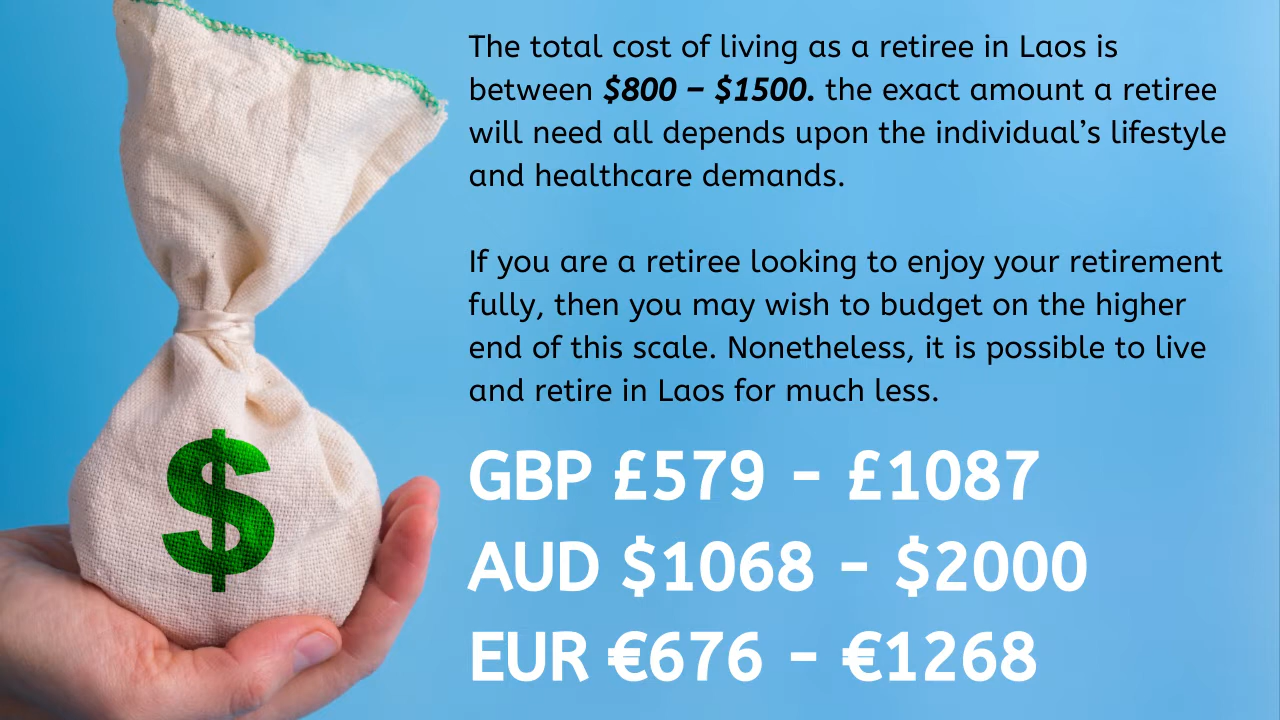 The total cost of living as a retiree in Laos is
between $800 – $1500. the exact amount a retiree
will need all depends upon the individual’s lifestyle
and healthcare demands.
If you are a retiree looking to enjoy your retirement
fully, then you may wish to budget on the higher
end of this scale. Nonetheless, it is possible to live
and retire in Laos for much less.
GBP £579 - £1087
AUD $1068 - $2000
EUR €676 - €1268
$